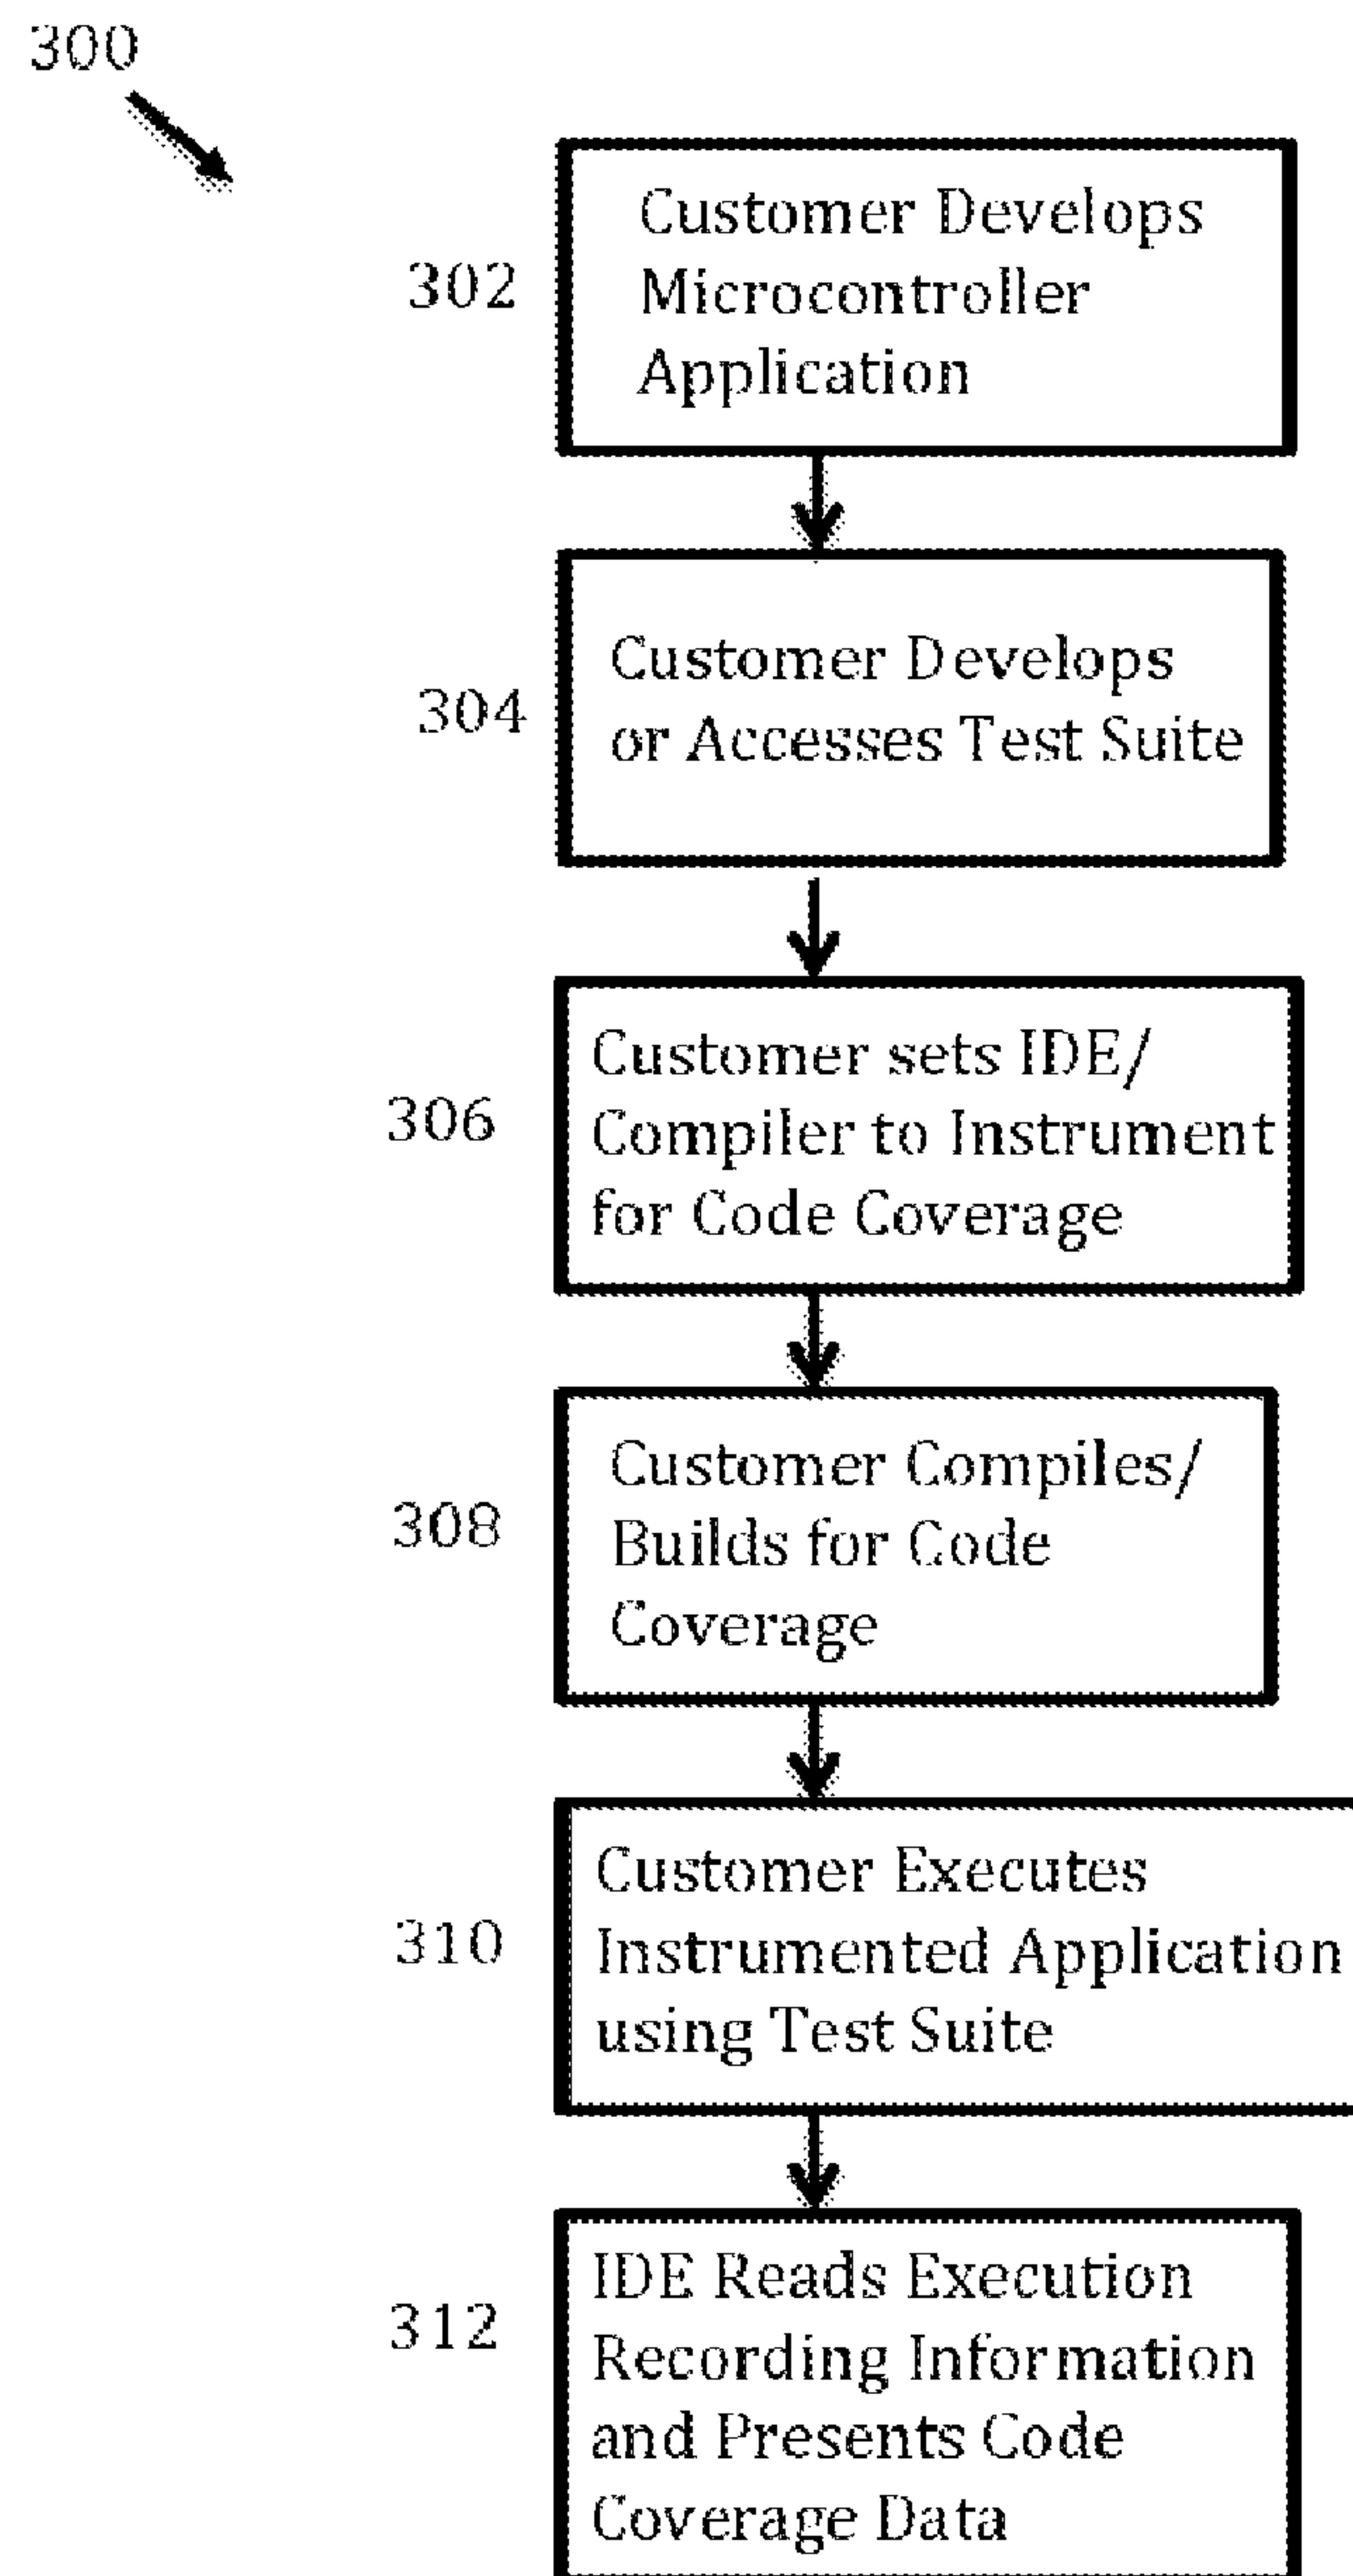 300
302
Customer Develops
Microcontroller
Application
304
Customer Develops
or Accesses Test Suite
306
Customer sets IDE/
Compiler to Instrument
for Code Coverage
308
Customer Compiles/
Builds for Code
Coverage
310
Customer Executes
Instrumented Application
using Test Suite
312
IDE Reads Execution
Recording Information
and Presents Code
Coverage Data